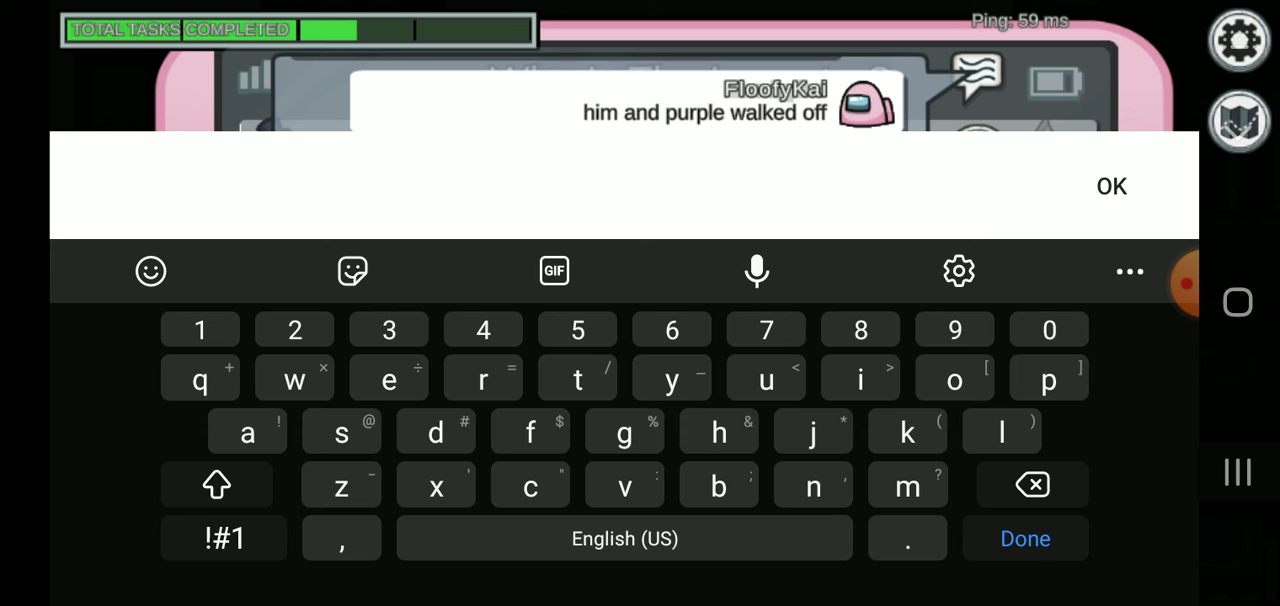 TOTAL TASKS COMPLETED
Ping: 59 ms
FloofyKai
him and purple walked off
OK
GIF
1 2 3 4 5 6 7 8 9 0
q + w × e ÷ r = t / y _ u < i > o [ p ]
a ! s @ d # f $ g % h & j * k ( l )
z - x ' c " v : b ; n , m ?
!#1 , English (US) . Done